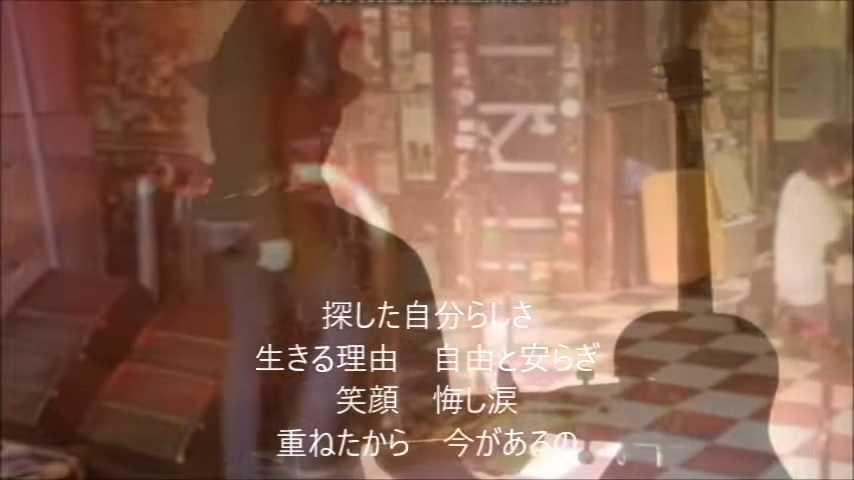 探した自分らしさ
生きる理由　自由と安らぎ
笑顔　悔し涙
重ねたから　今があるの